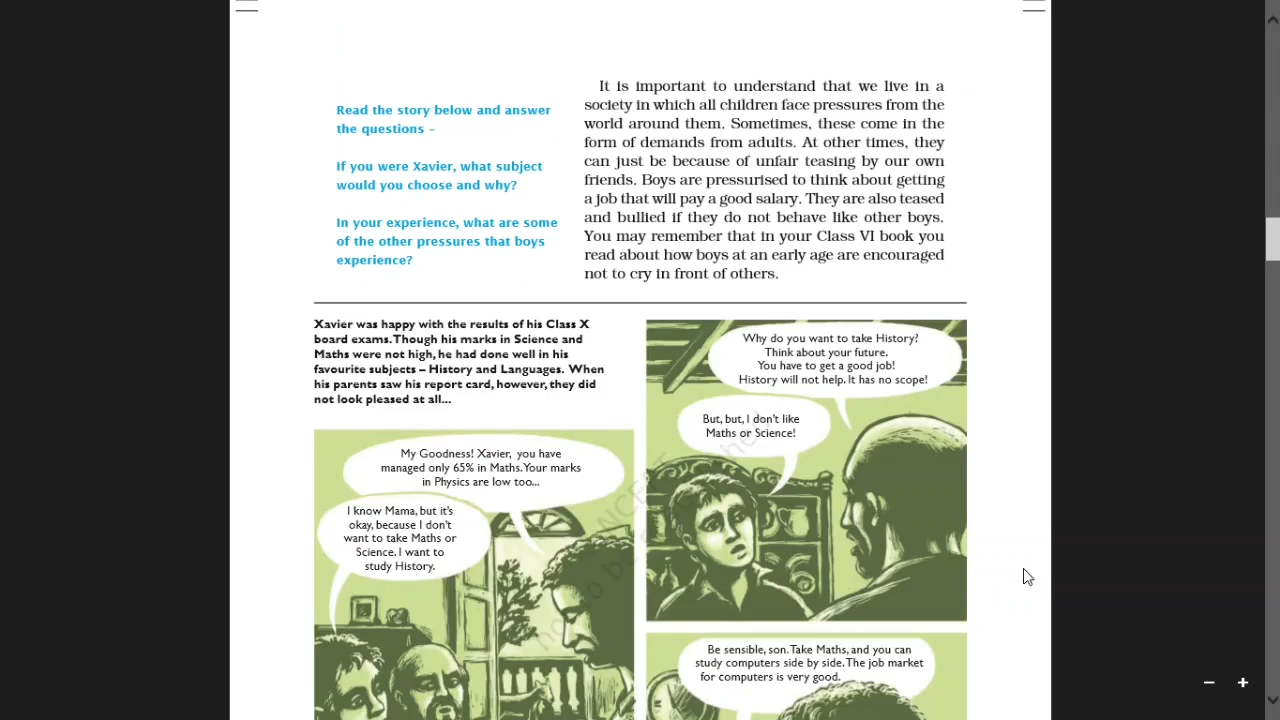 Read the story below and answer
the questions –
If you were Xavier, what subject
would you choose and why?
In your experience, what are some
of the other pressures that boys
experience?
It is important to understand that we live in a
society in which all children face pressures from the
world around them. Sometimes, these come in the
form of demands from adults. At other times, they
can just be because of unfair teasing by our own
friends. Boys are pressurised to think about getting
a job that will pay a good salary. They are also teased
and bullied if they do not behave like other boys.
You may remember that in your Class VI book you
read about how boys at an early age are encouraged
not to cry in front of others.
Xavier was happy with the results of his Class X
board exams. Though his marks in Science and
Maths were not high, he had done well in his
favourite subjects – History and Languages. When
his parents saw his report card, however, they did
not look pleased at all...
My Goodness! Xavier, you have
managed only 65% in Maths. Your marks
in Physics are low too...
I know Mama, but it's
okay, because I don't
want to take Maths or
Science. I want to
study History.
Why do you want to take History?
Think about your future.
You have to get a good job!
History will not help. It has no scope!
But, but, I don't like
Maths or Science!
Be sensible, son. Take Maths, and you can
study computers side by side. The job market
for computers is very good.